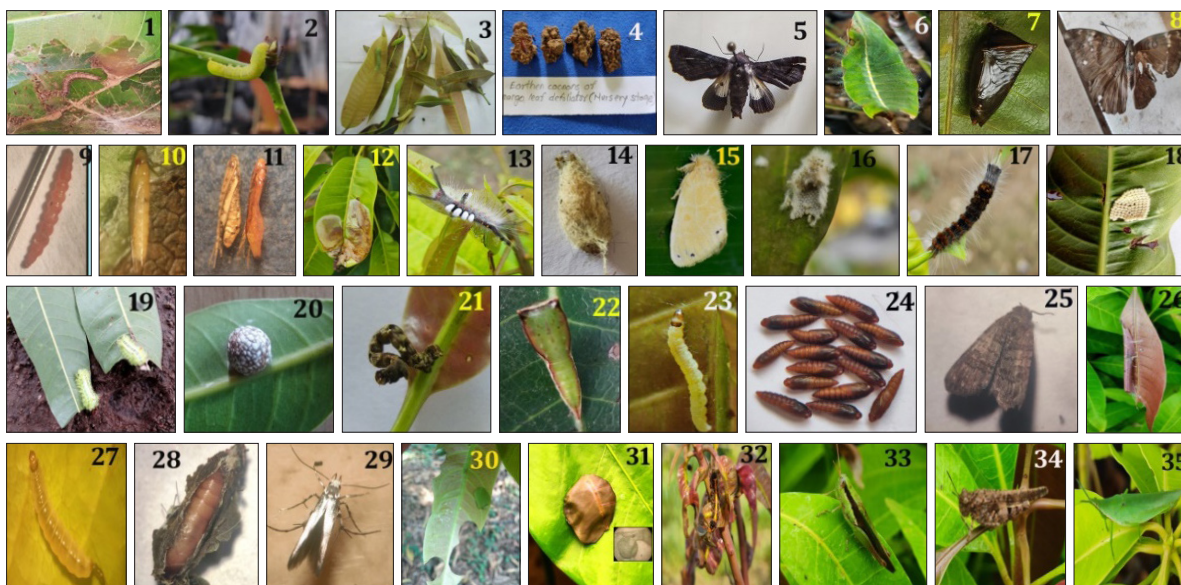 1 2 3 4 5 6 7 8
Earthen cocoons of
mango leaf defoliator (Nursery stage)
9 10 11 12 13 14 15 16 17 18
19 20 21 22 23 24 25 26
27 28 29 30 31 32 33 34 35